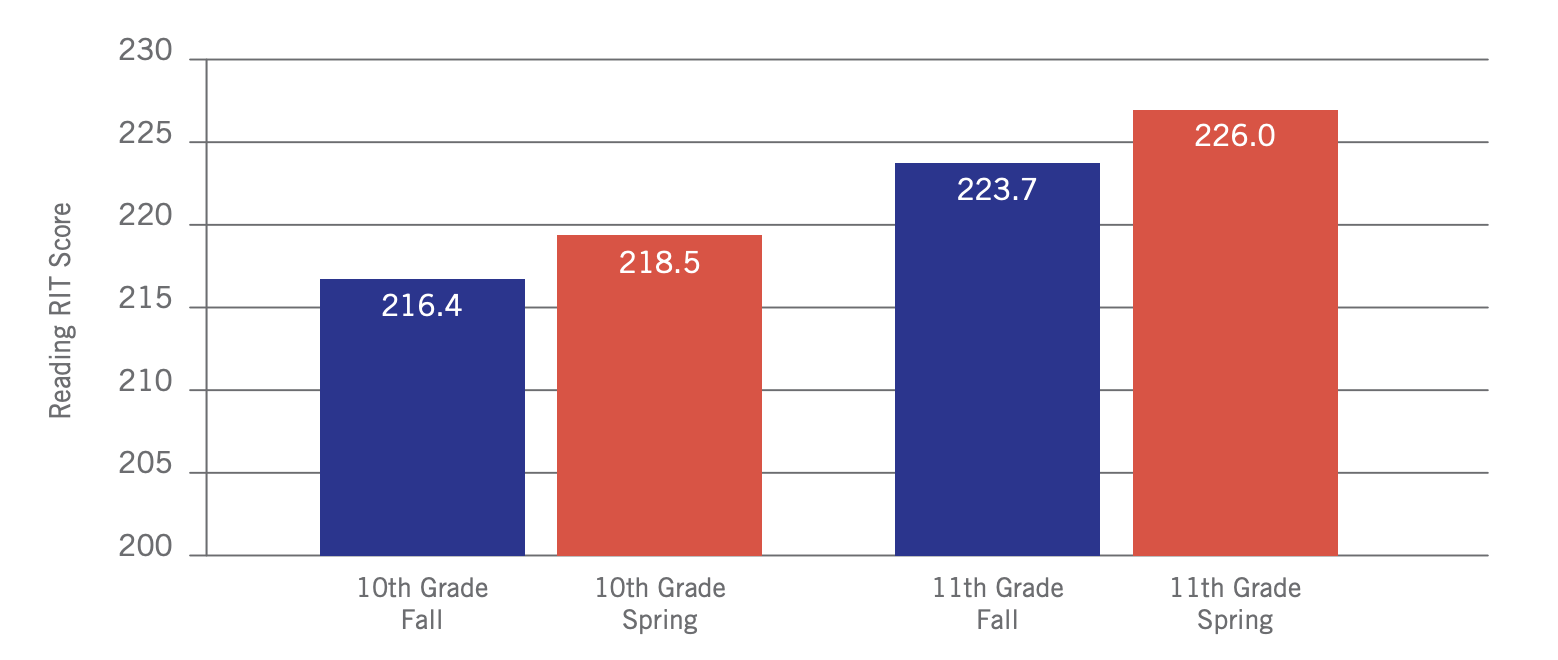 230
225
220
215
210
205
200
Reading RIT Score
216.4
218.5
223.7
226.0
10th Grade
Fall
10th Grade
Spring
11th Grade
Fall
11th Grade
Spring